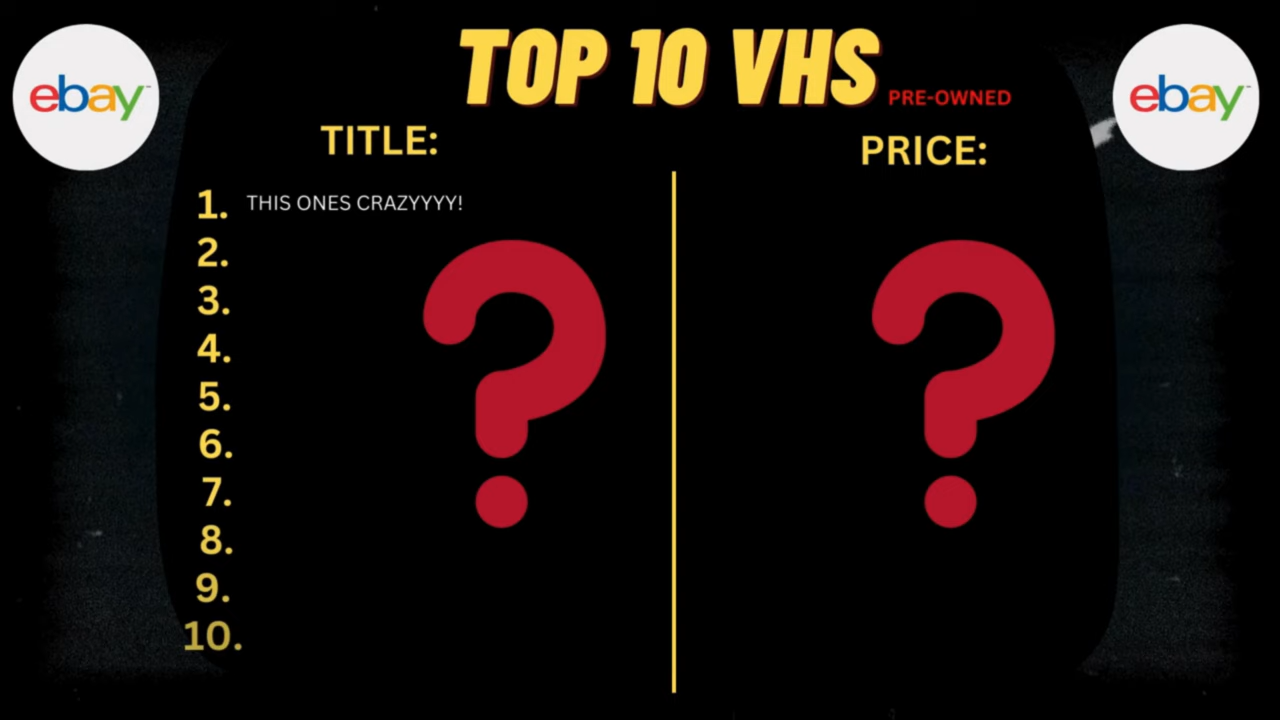 ebay
ebay
TOP 10 VHS
PRE-OWNED
TITLE:
PRICE:
1. THIS ONES CRAZYYYY!
2.
3.
4.
5.
6.
7.
8.
9.
10.
??